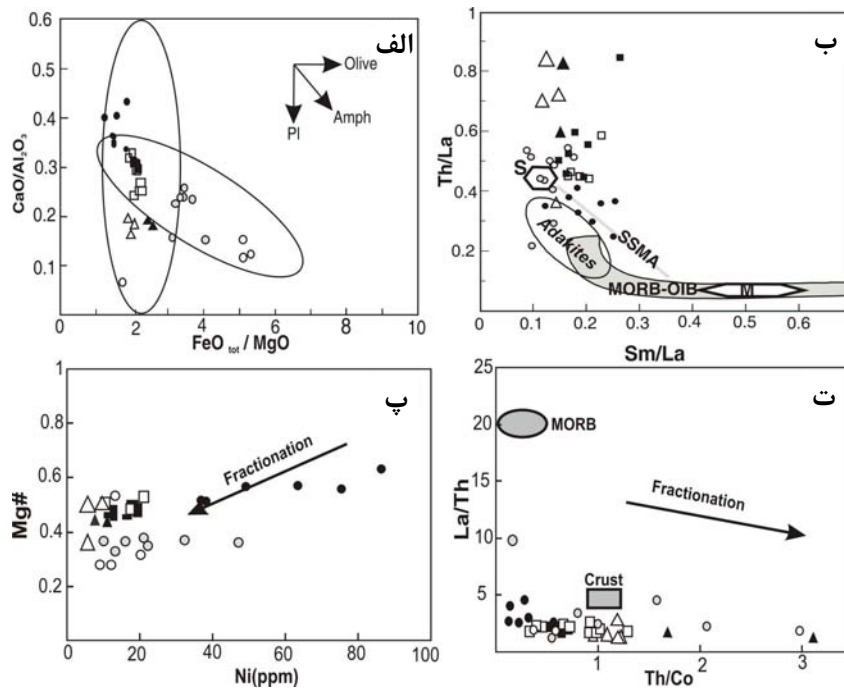 الف
0.6
0.5
0.4
0.3
0.2
0.1
CaO/Al₂O₃
Olive
Amph
Pl
0 2 4 6 8 10
FeO tot / MgO
ب
1
0.8
0.6
0.4
0.2
Th/La
S
Adakites
SSMA
MORB-OIB
M
0 0.1 0.2 0.3 0.4 0.5 0.6
Sm/La
پ
1
0.8
0.6
0.4
0.2
Mg#
Fractionation
0 20 40 60 80 100
Ni(ppm)
ت
25
20
15
10
5
La/Th
MORB
Fractionation
Crust
1 2 3
Th/Co